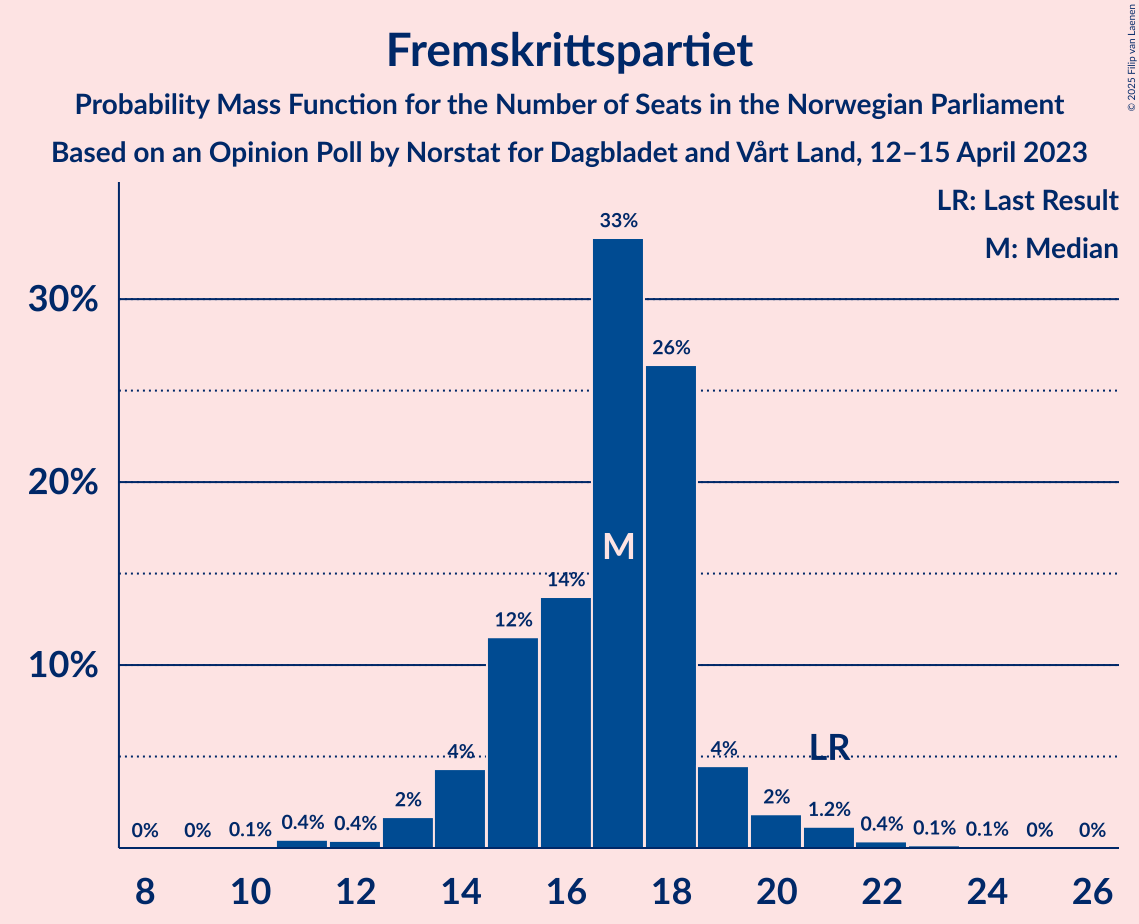 Fremskrittspartiet
Probability Mass Function for the Number of Seats in the Norwegian Parliament
Based on an Opinion Poll by Norstat for Dagbladet and Vårt Land, 12–15 April 2023
© 2025 Filip van Laenen
LR: Last Result
M: Median
33%
30%
26%
20%
M
14%
12%
10%
LR
4%
4%
2%
2%
1.2%
0%
0%
0.1%
0.4%
0.4%
0.4%
0.1%
0.1%
0%
0%
8 10 12 14 16 18 20 22 24 26